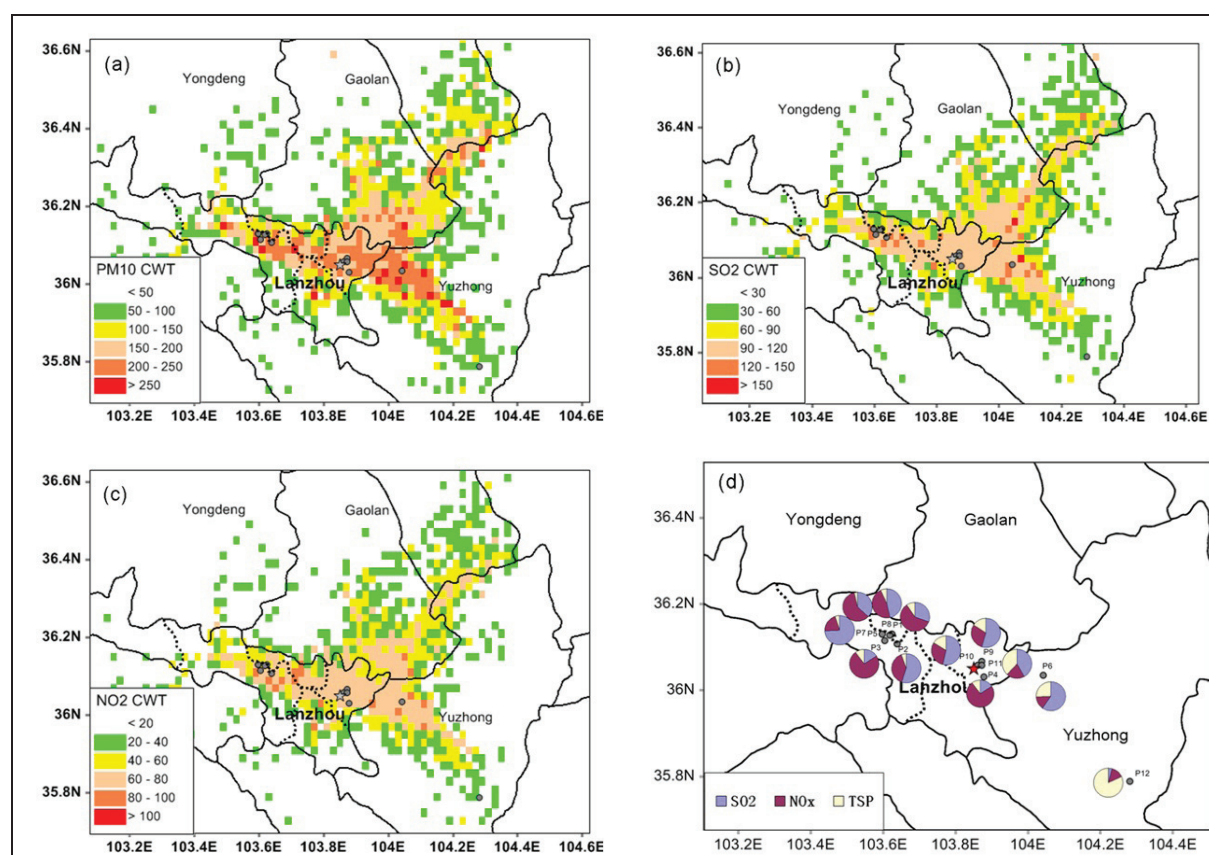 (a)
Yongdeng
Gaolan
Lanzhou
Yuzhong
PM10 CWT
< 50
50 - 100
100 - 150
150 - 200
200 - 250
> 250
36.6N
36.4N
36.2N
36N
35.8N
103.2E
103.4E
103.6E
103.8E
104E
104.2E
104.6E
(b)
Yongdeng
Gaolan
Lanzhou
Yuzhong
SO2 CWT
< 30
30 - 60
60 - 90
90 - 120
120 - 150
> 150
36.6N
36.4N
36.2N
36N
35.8N
103.2E
103.4E
103.6E
103.8E
104E
104.2E
104.4E
104.6E
(c)
Yongdeng
Gaolan
Lanzhou
Yuzhong
NO2 CWT
< 20
20 - 40
40 - 60
60 - 80
80 - 100
> 100
36.6N
36.4N
36.2N
36N
35.8N
103.2E
103.4E
103.6E
103.8E
104E
104.2E
104.4E
104.6E
(d)
Yongdeng
Gaolan
P8
P1
P7
P5
P3
P2
P9
P10
P11
P6
P4
Lanzhou
Yuzhong
P12
SO2
NOx
TSP
36.4N
36.2N
36N
35.8N
103.2E
103.4E
103.6E
103.8E
104E
104.2E